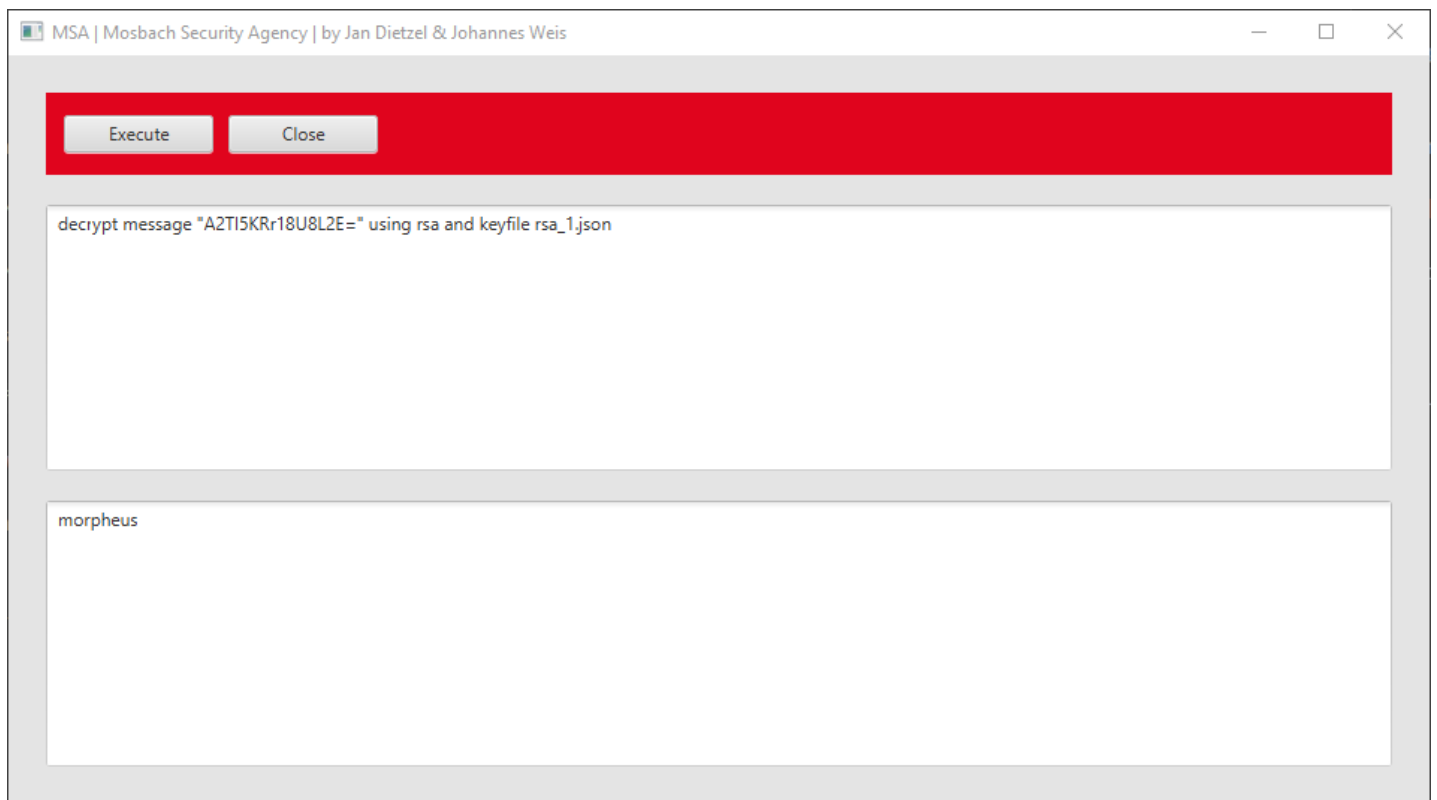 MSA | Mosbach Security Agency | by Jan Dietzel & Johannes Weis
Execute Close
decrypt message "A2TI5KRr18U8L2E=" using rsa and keyfile rsa_1.json
morpheus